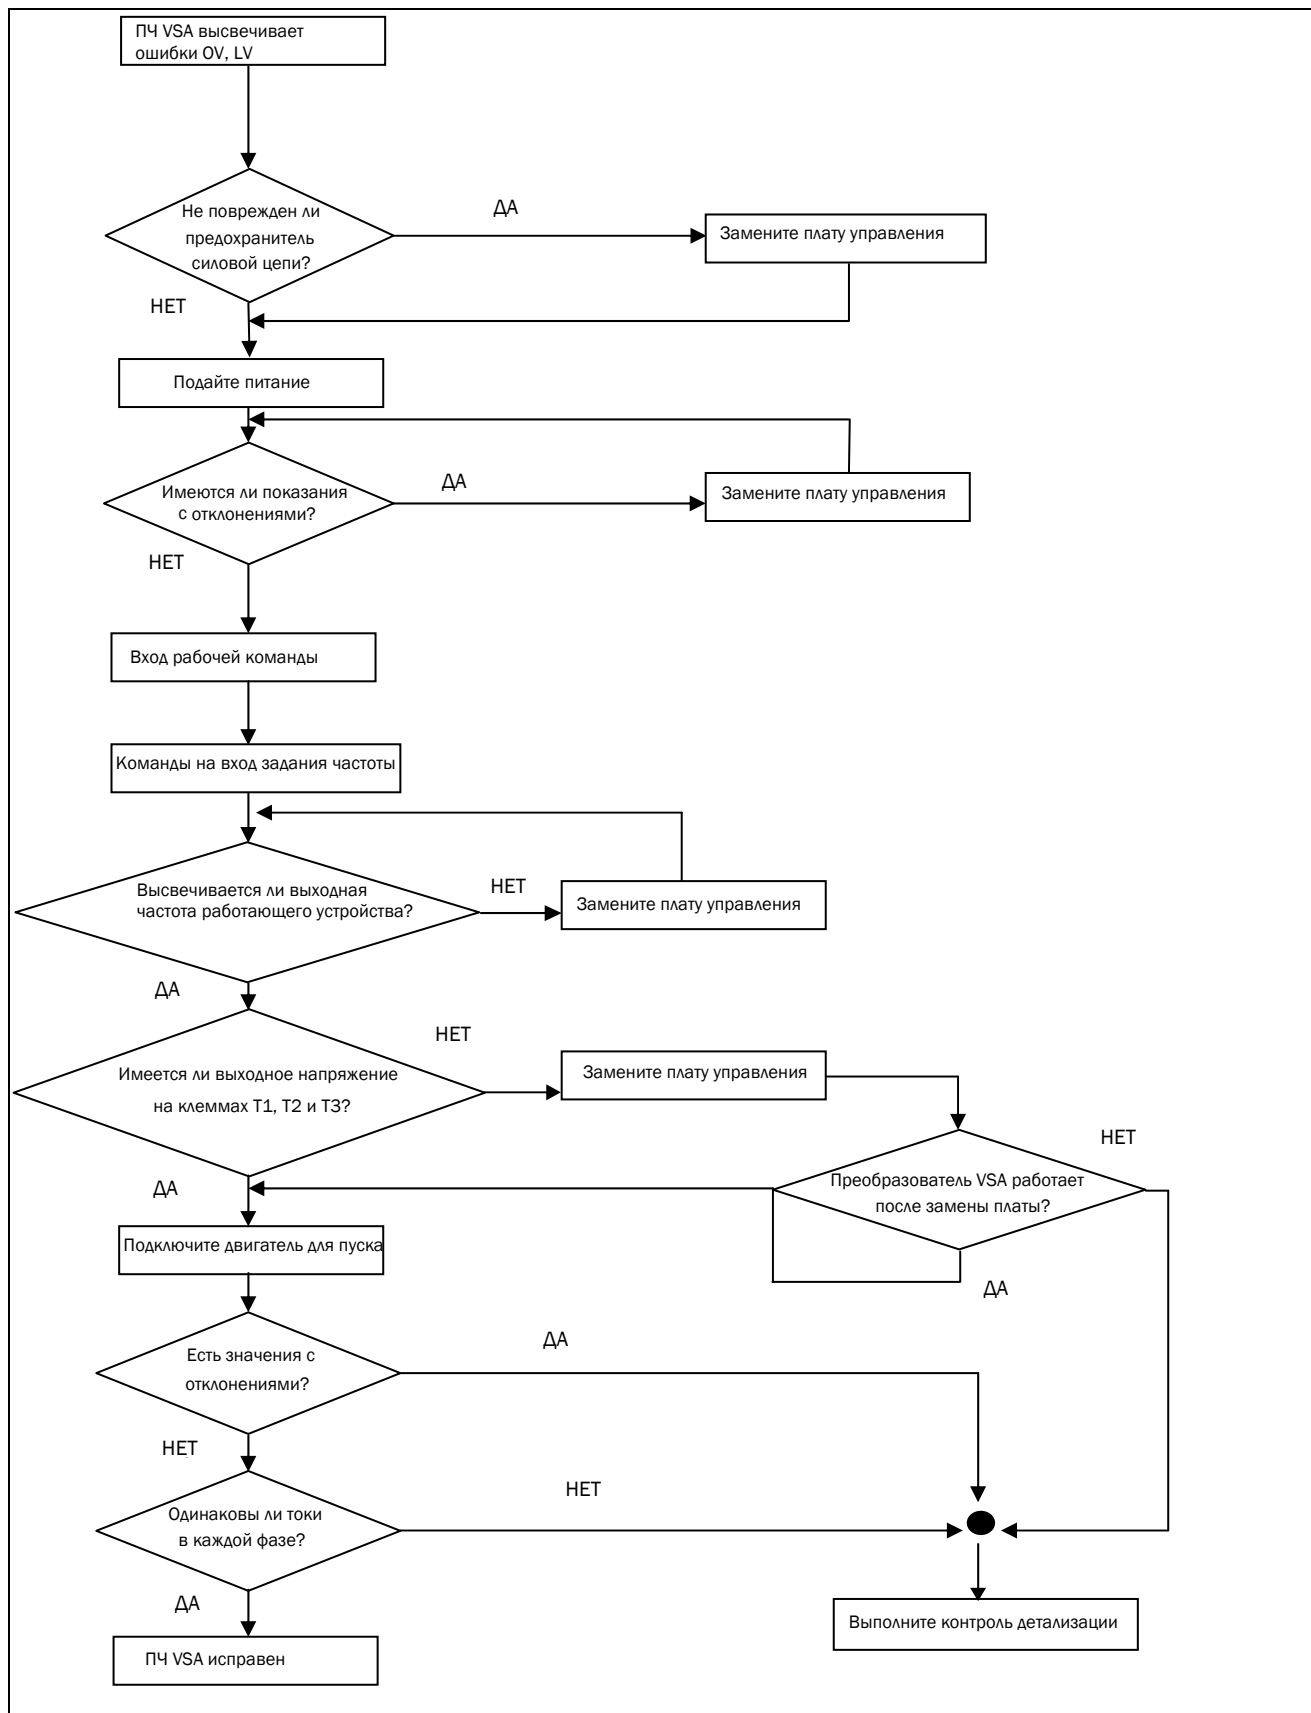 ПЧ VSA высвечивает
ошибки OV, LV
Не поврежден ли
предохранитель
силовой цепи?
ДА
Замените плату управления
НЕТ
Подайте питание
Имеются ли показания
с отклонениями?
ДА
Замените плату управления
НЕТ
Вход рабочей команды
Команды на вход задания частоты
Высвечивается ли выходная
частота работающего устройства?
НЕТ
Замените плату управления
ДА
Имеется ли выходное напряжение
на клеммах T1, T2 и T3?
НЕТ
Замените плату управления
НЕТ
Преобразователь VSA работает
после замены платы?
ДА
ДА
Подключите двигатель для пуска
Есть значения с
отклонениями?
ДА
НЕТ
Одинаковы ли токи
в каждой фазе?
НЕТ
ДА
Выполните контроль детализации
ПЧ VSA исправен